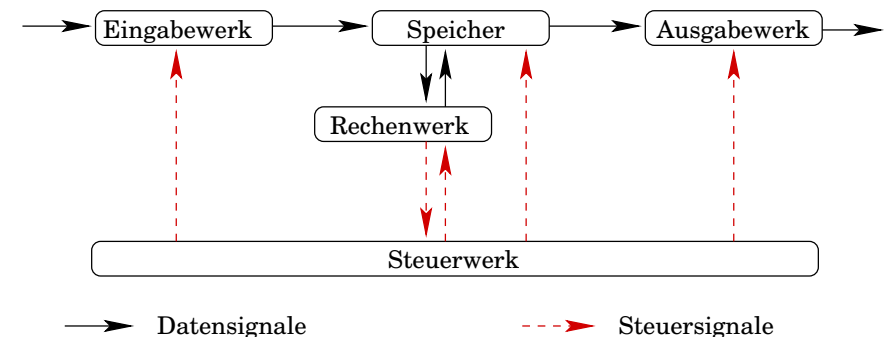 Eingabewerk
Speicher
Ausgabewerk
Rechenwerk
Steuerwerk
Datensignale
Steuersignale